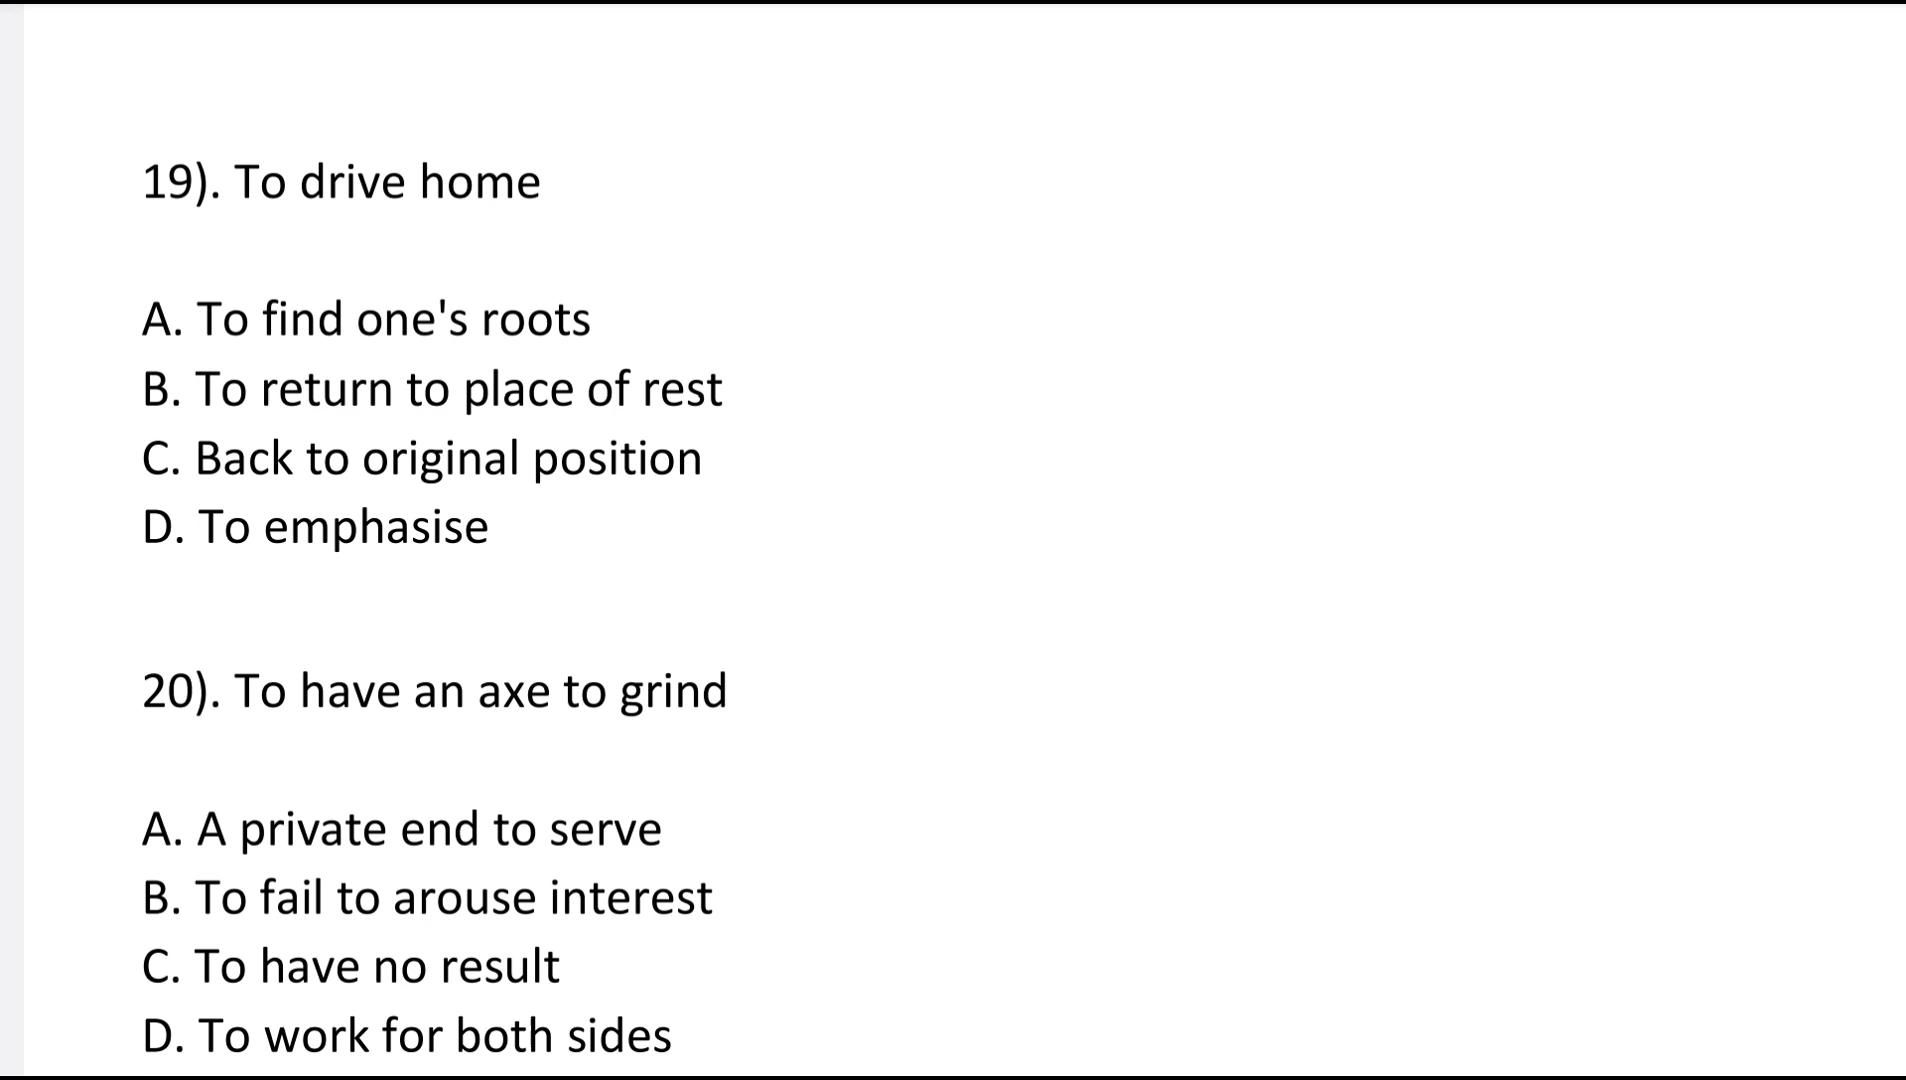 19). To drive home
A. To find one's roots
B. To return to place of rest
C. Back to original position
D. To emphasise
20). To have an axe to grind
A. A private end to serve
B. To fail to arouse interest
C. To have no result
D. To work for both sides